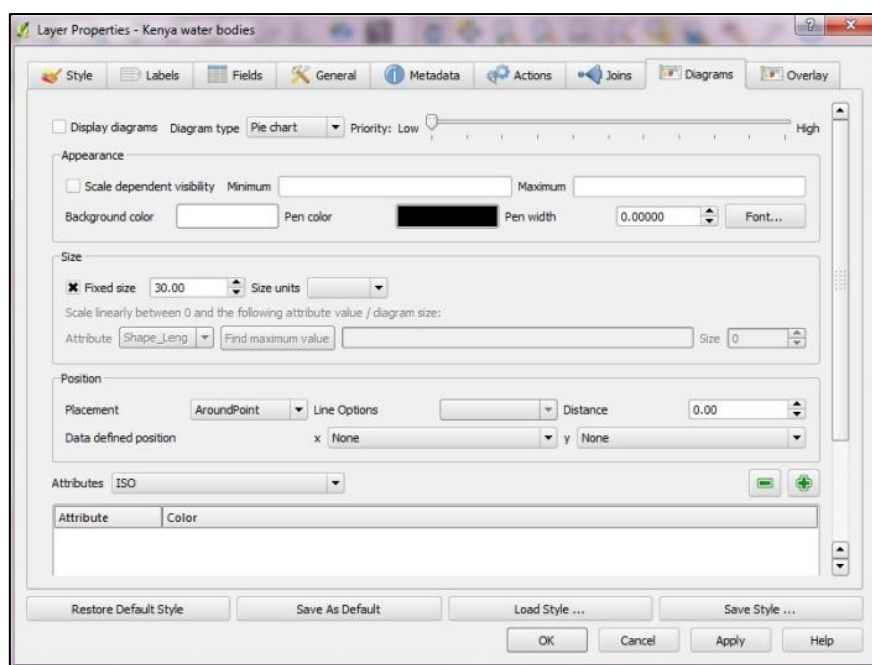 Layer Properties - Kenya water bodies
Style Labels Fields General Metadata Actions Joins Diagrams Overlay
Display diagrams Diagram type Pie chart Priority: Low High
Appearance
Scale dependent visibility Minimum Maximum
Background color Pen color Pen width 0.00000 Font...
Size
Fixed size 30.00 Size units
Scale linearly between 0 and the following attribute value / diagram size:
Attribute Shape_Leng Find maximum value Size 0
Position
Placement AroundPoint Line Options Distance 0.00
Data defined position x None y None
Attributes ISO
Attribute Color
Restore Default Style Save As Default Load Style ... Save Style ...
OK Cancel Apply Help